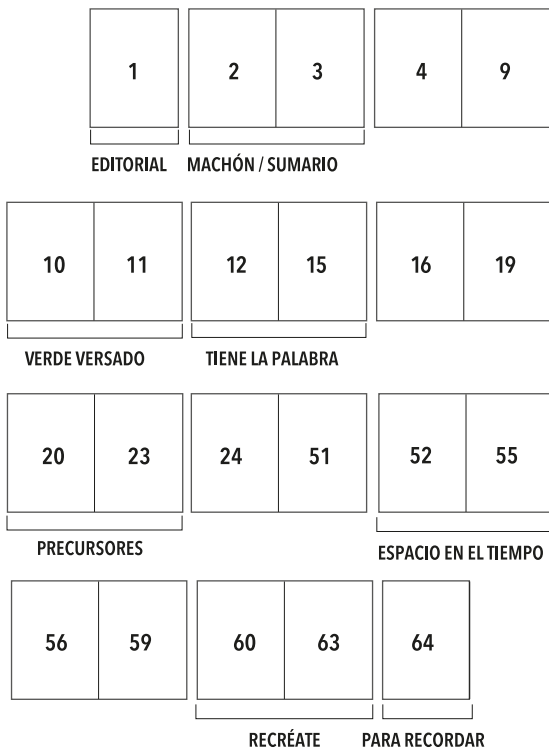 1 2 3 4 9
EDITORIAL MACHÓN / SUMARIO
10 11 12 15 16 19
VERDE VERSADO TIENE LA PALABRA
20 23 24 51 52 55
PRECURSORES ESPACIO EN EL TIEMPO
56 59 60 63 64
RECRÉATE PARA RECORDAR